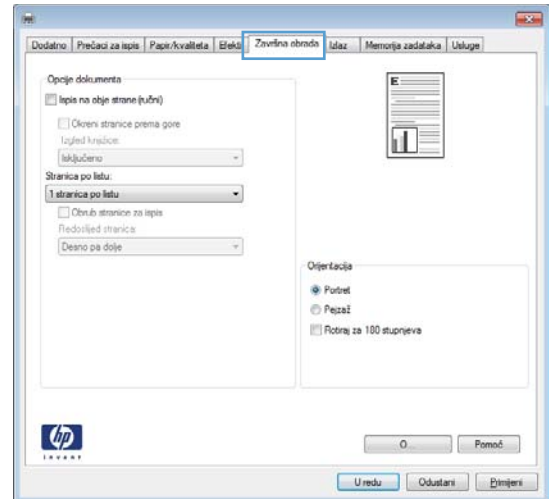 Dodatno Prečaci za ispis Papir/kvaliteta Efekti Završna obrada Izlaz Memorija zadataka Usluge
Opcije dokumenta
Ispis na obje strane (ručni)
Okreni stranice prema gore
Izgled knjižice:
Isključeno
Stranica po listu:
1 stranica po listu
Obrub stranice za ispis
Redoslijed stranica:
Desno pa dolje
E
Orijentacija
Portret
Pejzaž
Rotiraj za 180 stupnjeva
hp
invent
O...
Pomoć
U redu
Odustani
Primijeni